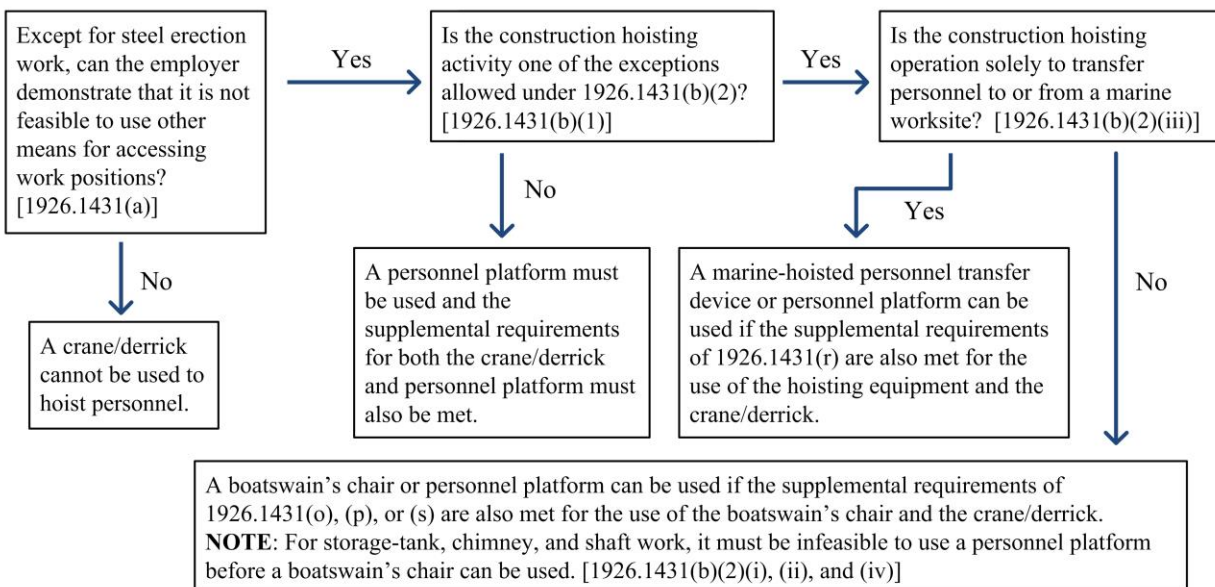 Except for steel erection
work, can the employer
demonstrate that it is not
feasible to use other
means for accessing
work positions?
[1926.1431(a)]
Yes
Is the construction hoisting
activity one of the exceptions
allowed under 1926.1431(b)(2)?
[1926.1431(b)(1)]
Yes
Is the construction hoisting
operation solely to transfer
personnel to or from a marine
worksite? [1926.1431(b)(2)(iii)]
No
No
Yes
No
A crane/derrick
cannot be used to
hoist personnel.
A personnel platform must
be used and the
supplemental requirements
for both the crane/derrick
and personnel platform must
also be met.
A marine-hoisted personnel transfer
device or personnel platform can be
used if the supplemental requirements
of 1926.1431(r) are also met for the
use of the hoisting equipment and the
crane/derrick.
A boatswain’s chair or personnel platform can be used if the supplemental requirements of
1926.1431(o), (p), or (s) are also met for the use of the boatswain’s chair and the crane/derrick.
NOTE: For storage-tank, chimney, and shaft work, it must be infeasible to use a personnel platform
before a boatswain’s chair can be used. [1926.1431(b)(2)(i), (ii), and (iv)]